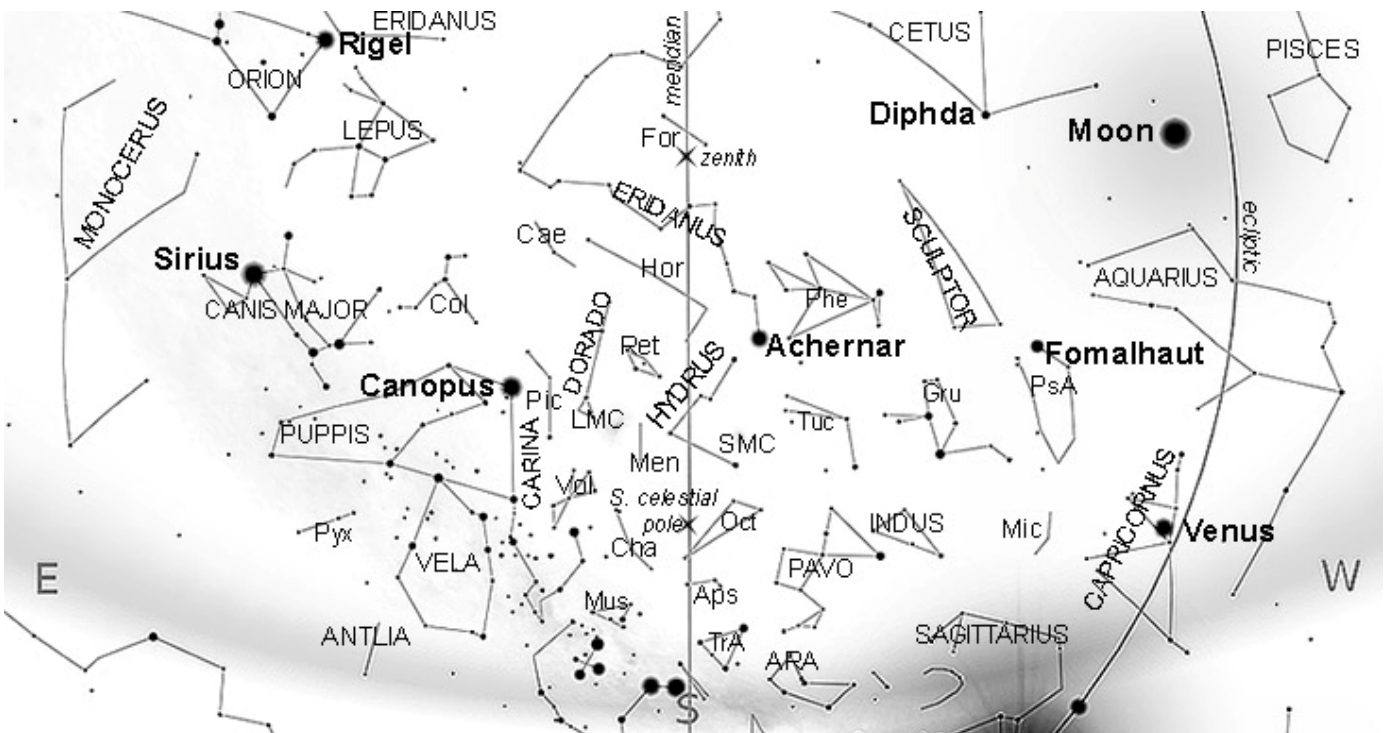 ERIDANUS
Rigel
ORION
MONOCERUS
LEPUS
meridian
For
zenith
CETUS
Diphda
Moon
PISCES
ERIDANUS
Cae
Hor
SCULPTOR
ecliptic
AQUARIUS
Sirius
CANIS MAJOR
Col
DORADO
Ret
Phe
Achernar
Fomalhaut
Canopus
Pic
HYDRUS
PsA
Gru
LMC
Tuc
PUPPIS
CARINA
Men
SMC
Vol
S. celestial
pole
Oct
INDUS
Mic
CAPRICORNUS
Venus
Pyx
VELA
Cha
PAVO
E
W
Mus
Aps
ANTLIA
TrA
ARA
SAGITTARIUS
S